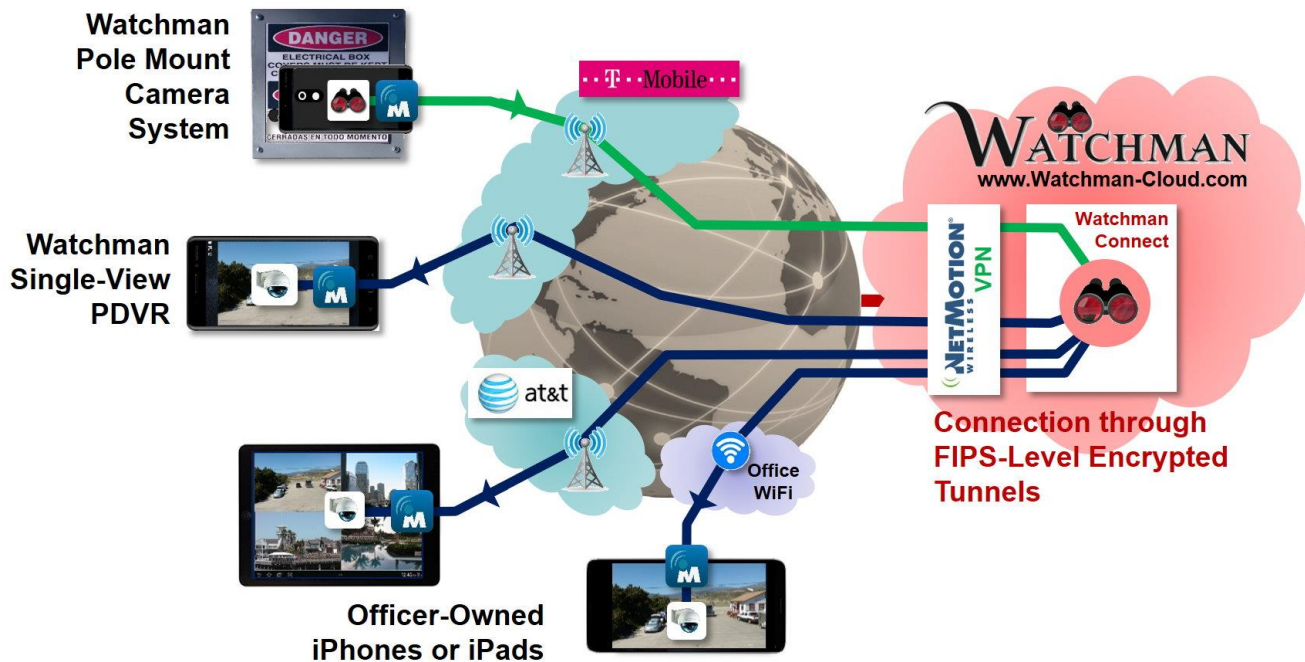 Watchman
Pole Mount
Camera
System
DANGER
ELECTRICAL BOX
CERRADAS EN TODO MOMENTO
T Mobile
WATCHMAN
www.Watchman-Cloud.com
Watchman
Connect
NETMOTION®
WIRELESS
VPN
Watchman
Single-View
PDVR
M
at&t
Office
WiFi
Connection through
FIPS-Level Encrypted
Tunnels
Officer-Owned
iPhones or iPads